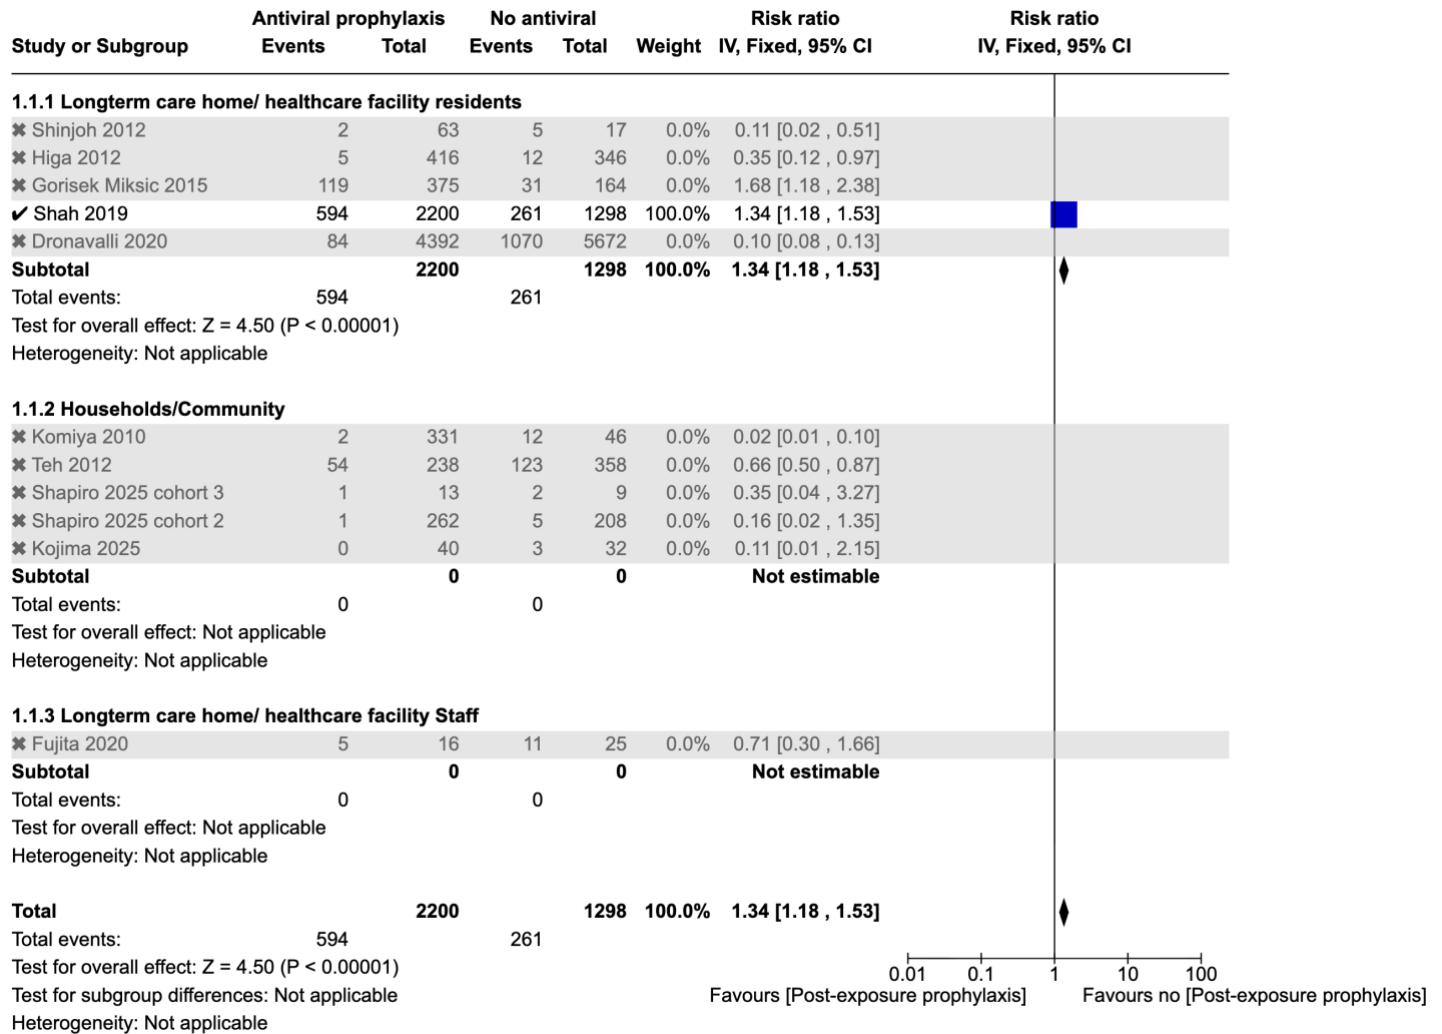 Antiviral prophylaxis No antiviral Risk ratio Risk ratio
Study or Subgroup Events Total Events Total Weight IV, Fixed, 95% CI IV, Fixed, 95% CI
1.1.1 Longterm care home/ healthcare facility residents
✖ Shinjoh 2012 2 63 5 17 0.0% 0.11 [0.02 , 0.51]
✖ Higa 2012 5 416 12 346 0.0% 0.35 [0.12 , 0.97]
✖ Gorisek Miksic 2015 119 375 31 164 0.0% 1.68 [1.18 , 2.38]
✔ Shah 2019 594 2200 261 1298 100.0% 1.34 [1.18 , 1.53]
✖ Dronavalli 2020 84 4392 1070 5672 0.0% 0.10 [0.08 , 0.13]
Subtotal 2200 1298 100.0% 1.34 [1.18 , 1.53]
Total events: 594 261
Test for overall effect: Z = 4.50 (P < 0.00001)
Heterogeneity: Not applicable
1.1.2 Households/Community
✖ Komiya 2010 2 331 12 46 0.0% 0.02 [0.01 , 0.10]
✖ Teh 2012 54 238 123 358 0.0% 0.66 [0.50 , 0.87]
✖ Shapiro 2025 cohort 3 1 13 2 9 0.0% 0.35 [0.04 , 3.27]
✖ Shapiro 2025 cohort 2 1 262 5 208 0.0% 0.16 [0.02 , 1.35]
✖ Kojima 2025 0 40 3 32 0.0% 0.11 [0.01 , 2.15]
Subtotal 0 0 Not estimable
Total events: 0 0
Test for overall effect: Not applicable
Heterogeneity: Not applicable
1.1.3 Longterm care home/ healthcare facility Staff
✖ Fujita 2020 5 16 11 25 0.0% 0.71 [0.30 , 1.66]
Subtotal 0 0 Not estimable
Total events: 0 0
Test for overall effect: Not applicable
Heterogeneity: Not applicable
Total 2200 1298 100.0% 1.34 [1.18 , 1.53]
Total events: 594 261
Test for overall effect: Z = 4.50 (P < 0.00001)
0.01 0.1 1 10 100
Test for subgroup differences: Not applicable Favours [Post-exposure prophylaxis] Favours no [Post-exposure prophylaxis]
Heterogeneity: Not applicable